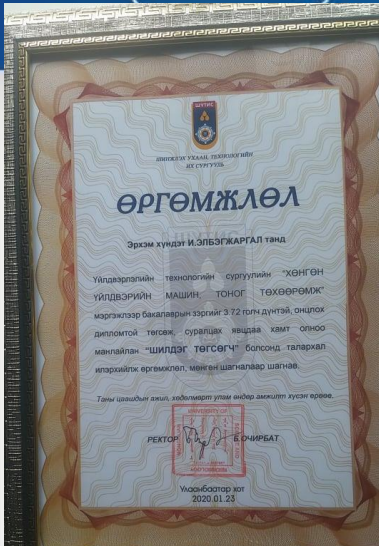 ШУТИС
ШИНЖЛЭХ УХААН, ТЕХНОЛОГИЙН
ИХ СУРГУУЛЬ
ӨРГӨМЖЛӨЛ
Эрхэм хүндэт И.ЭЛБЭГЖАРГАЛ танд
Үйлдвэрлэлийн технологийн сургуулийн "ХӨНГӨН
ҮЙЛДВЭРИЙН МАШИН, ТОНОГ ТӨХӨӨРӨМЖ"
мэргэжлээр бакалаврын зэргийг 3.72 голч дүнтэй, онцлох
дипломтой төгсөж, суралцах явцдаа хамт олноо
манлайлан "ШИЛДЭГ ТӨГСӨГЧ" болсонд талархал
илэрхийлж өргөмжлөл, мөнгөн шагналаар шагнав.
Таны цаашдын ажил, хөдөлмөрт улам өндөр амжилт хүсэн ерөөе.
РЕКТОР Б.ОЧИРБАТ
Улаанбаатар хот
2020.01.23